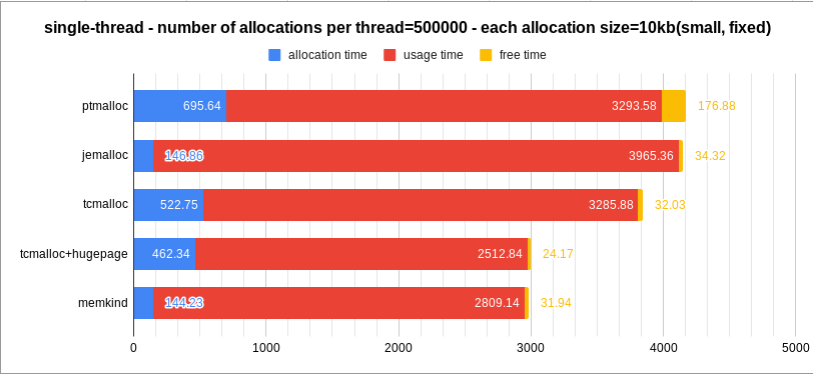 single-thread - number of allocations per thread=500000 - each allocation size=10kb(small, fixed)
allocation time usage time free time
ptmalloc 695.64 3293.58 176.88
jemalloc 146.86 3965.36 34.32
tcmalloc 522.75 3285.88 32.03
tcmalloc+hugepage 462.34 2512.84 24.17
memkind 144.23 2809.14 31.94
0 1000 2000 3000 4000 5000